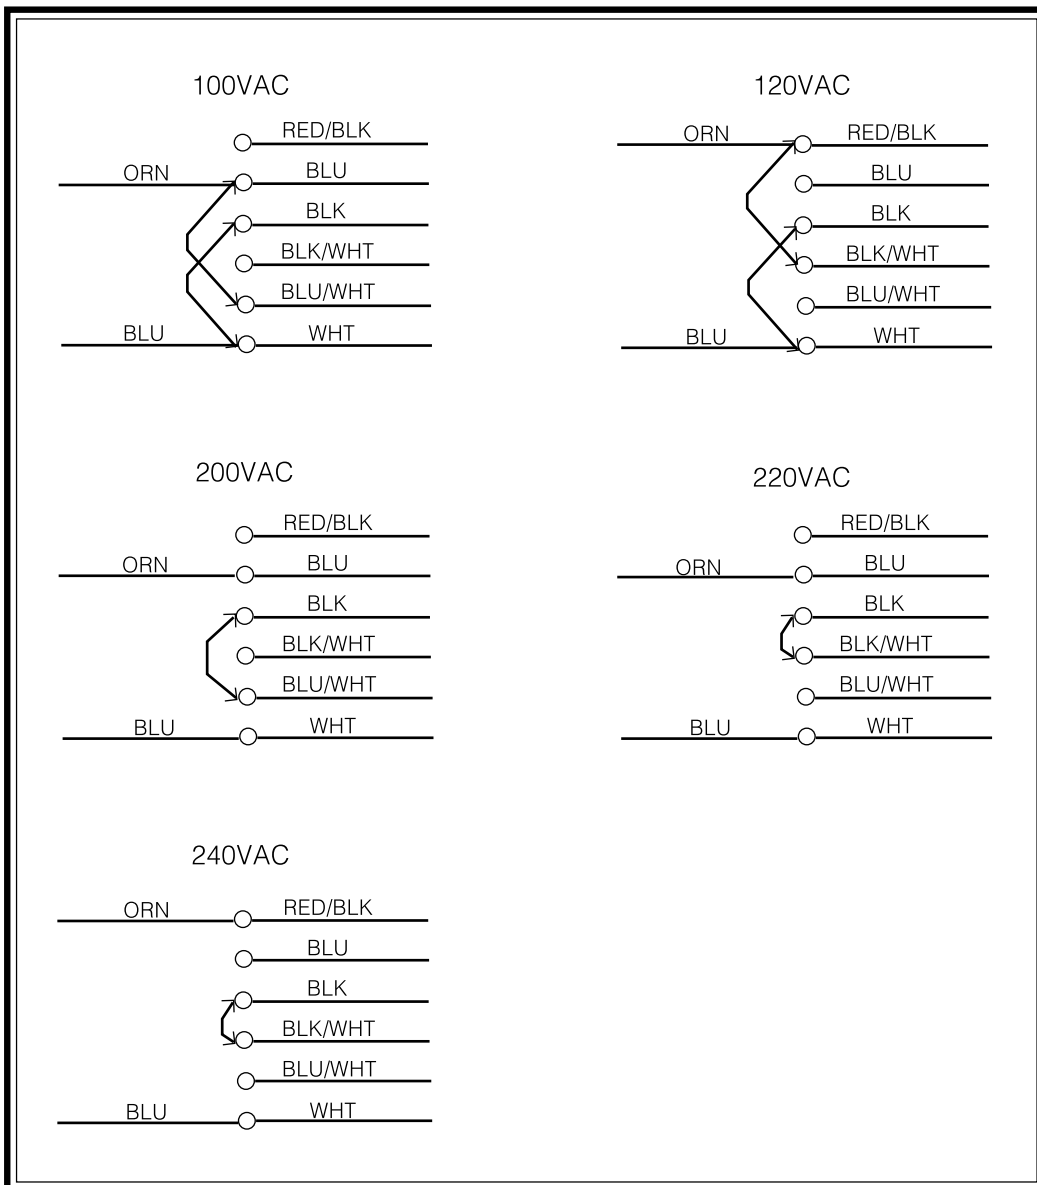 100VAC
RED/BLK
ORN
BLU
BLK
BLK/WHT
BLU/WHT
BLU
WHT
120VAC
ORN
RED/BLK
BLU
BLK
BLK/WHT
BLU/WHT
BLU
WHT
200VAC
RED/BLK
ORN
BLU
BLK
BLK/WHT
BLU/WHT
BLU
WHT
220VAC
RED/BLK
ORN
BLU
BLK
BLK/WHT
BLU/WHT
BLU
WHT
240VAC
ORN
RED/BLK
BLU
BLK
BLK/WHT
BLU/WHT
BLU
WHT